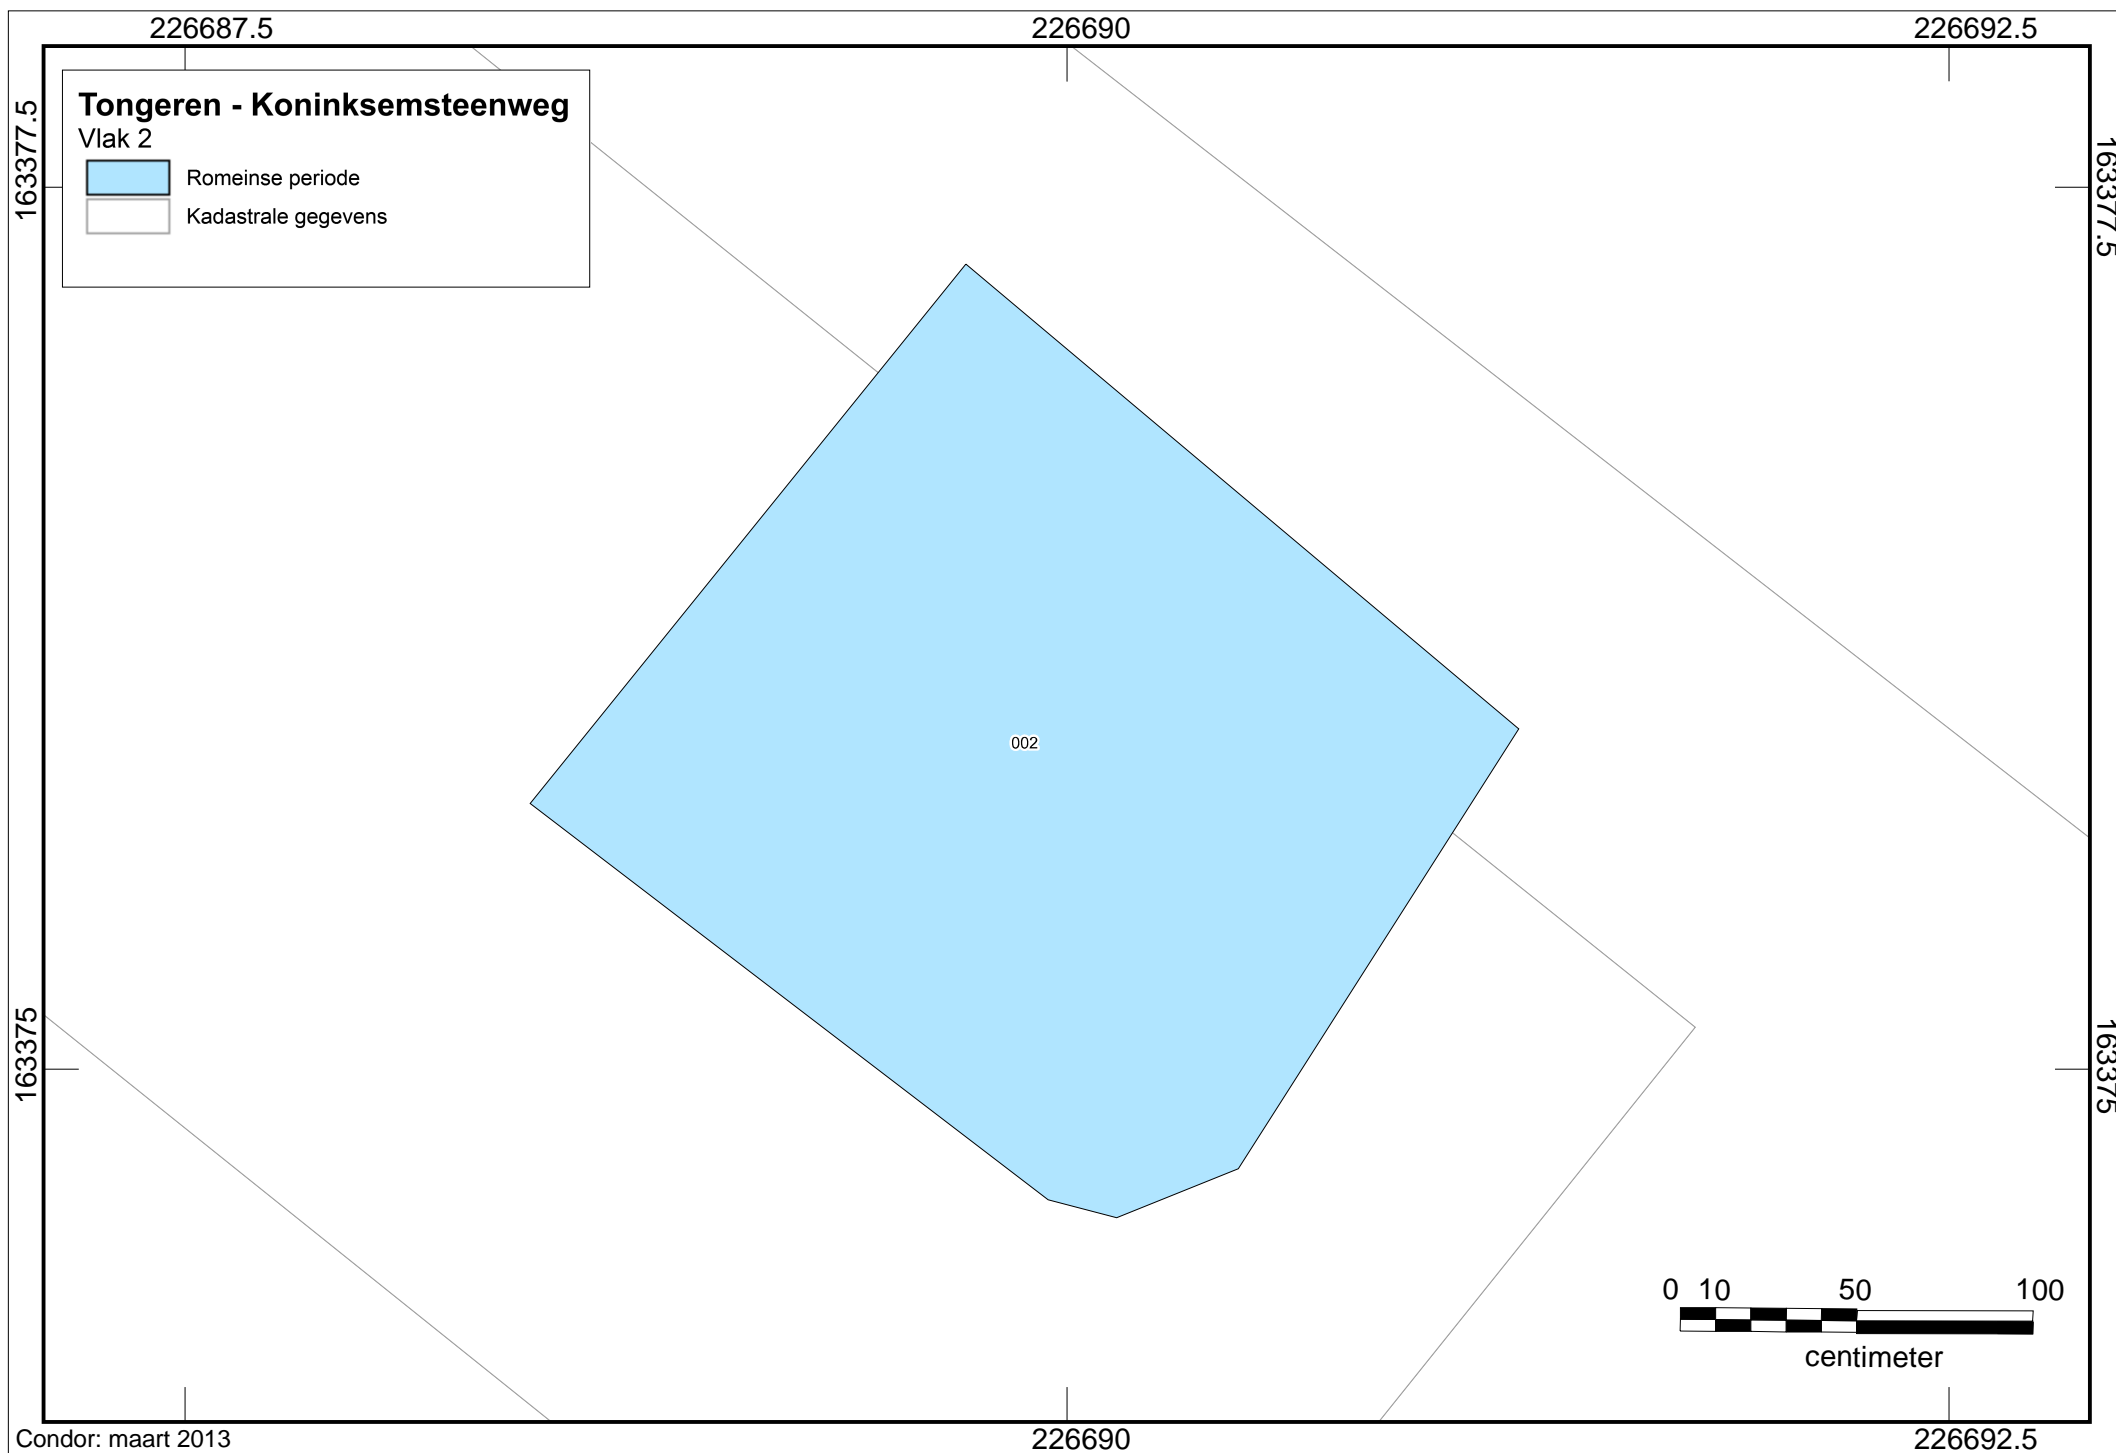 226687.5 226690 226692.5
163377.5
163377.5
Tongeren - Koninksemsteenweg
Vlak 2
Romeinse periode
Kadastrale gegevens
002
163375
163375
0 10 50 100
centimeter
Condor: maart 2013
226690 226692.5